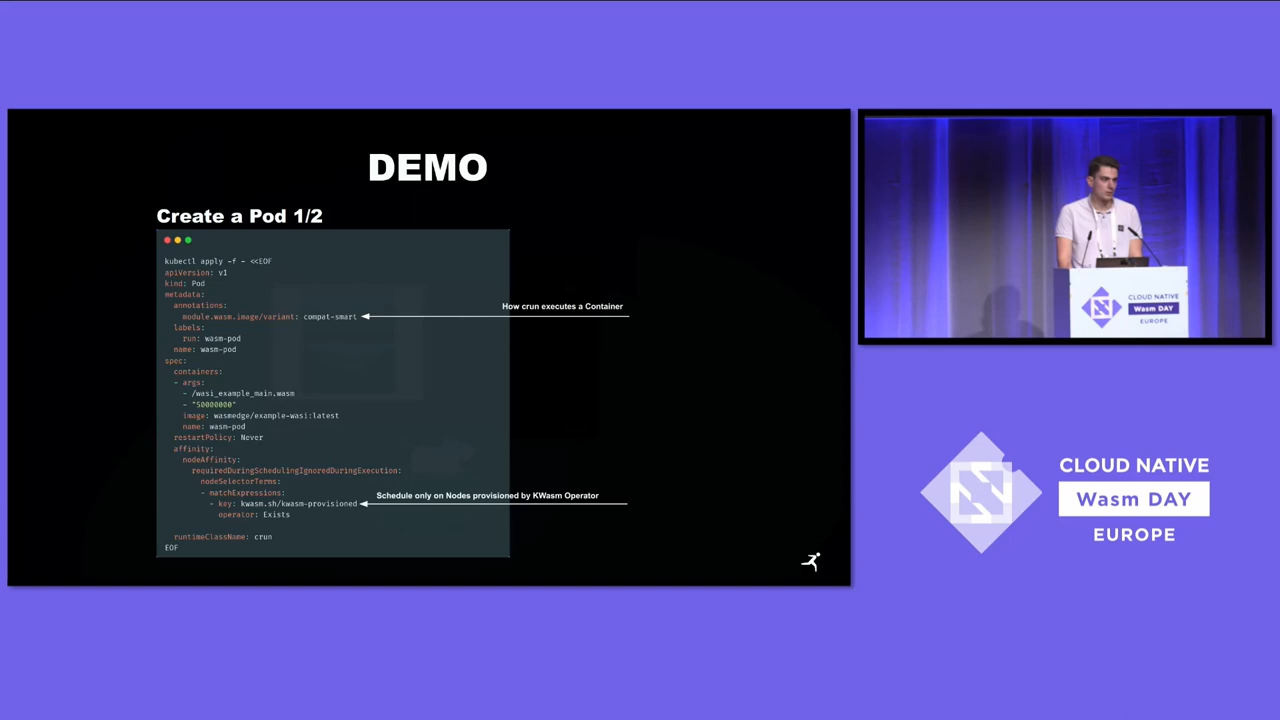 DEMO
Create a Pod 1/2
kubectl apply -f - <<EOF
apiVersion: v1
kind: Pod
metadata:
  annotations:
    module.wasm.image/variant: compat-smart
How crun executes a Container
  labels:
    run: wasm-pod
  name: wasm-pod
spec:
  containers:
  - args:
    - /wasi_example_main.wasm
    - "50000000"
    image: wasmedge/example-wasi:latest
    name: wasm-pod
  restartPolicy: Never
  affinity:
    nodeAffinity:
      requiredDuringSchedulingIgnoredDuringExecution:
        nodeSelectorTerms:
        - matchExpressions:
          - key: kwasm.sh/kwasm-provisioned
Schedule only on Nodes provisioned by KWasm Operator
            operator: Exists
  runtimeClassName: crun
EOF
CLOUD NATIVE
Wasm DAY
EUROPE
CLOUD NATIVE
Wasm DAY
EUROPE